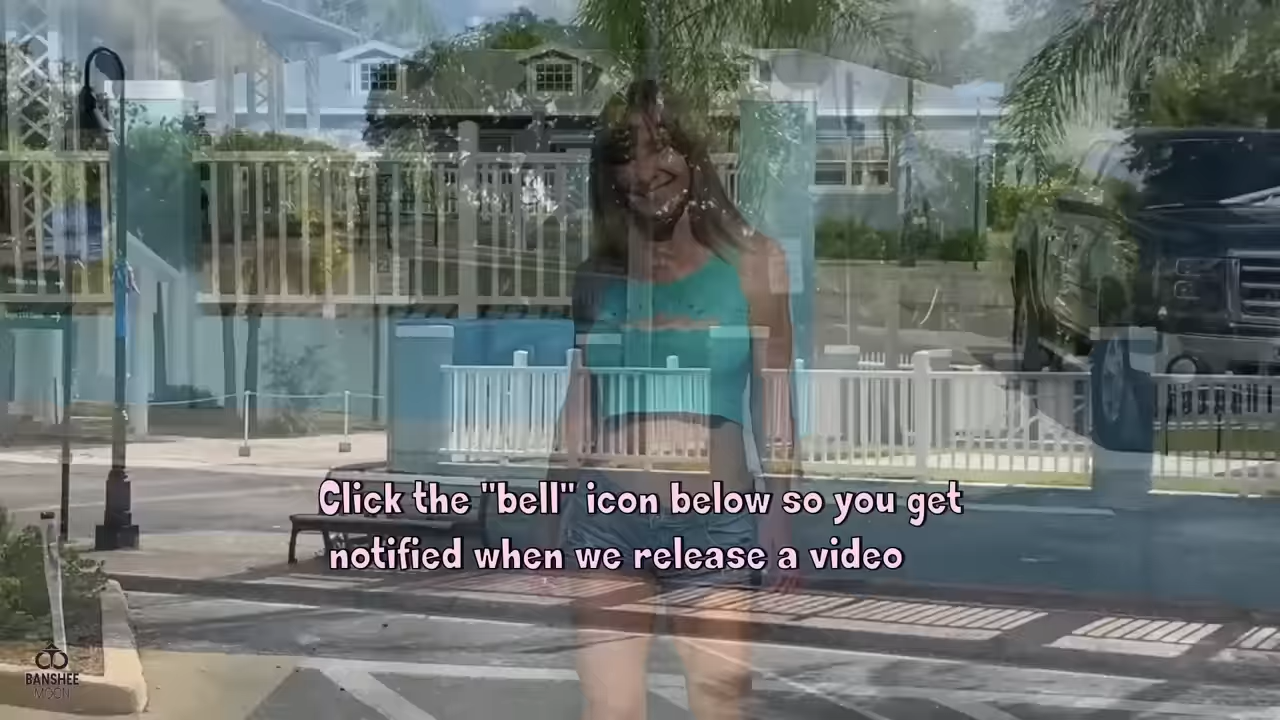 Click the "bell" icon below so you get
notified when we release a video
BANSHEE
MOON